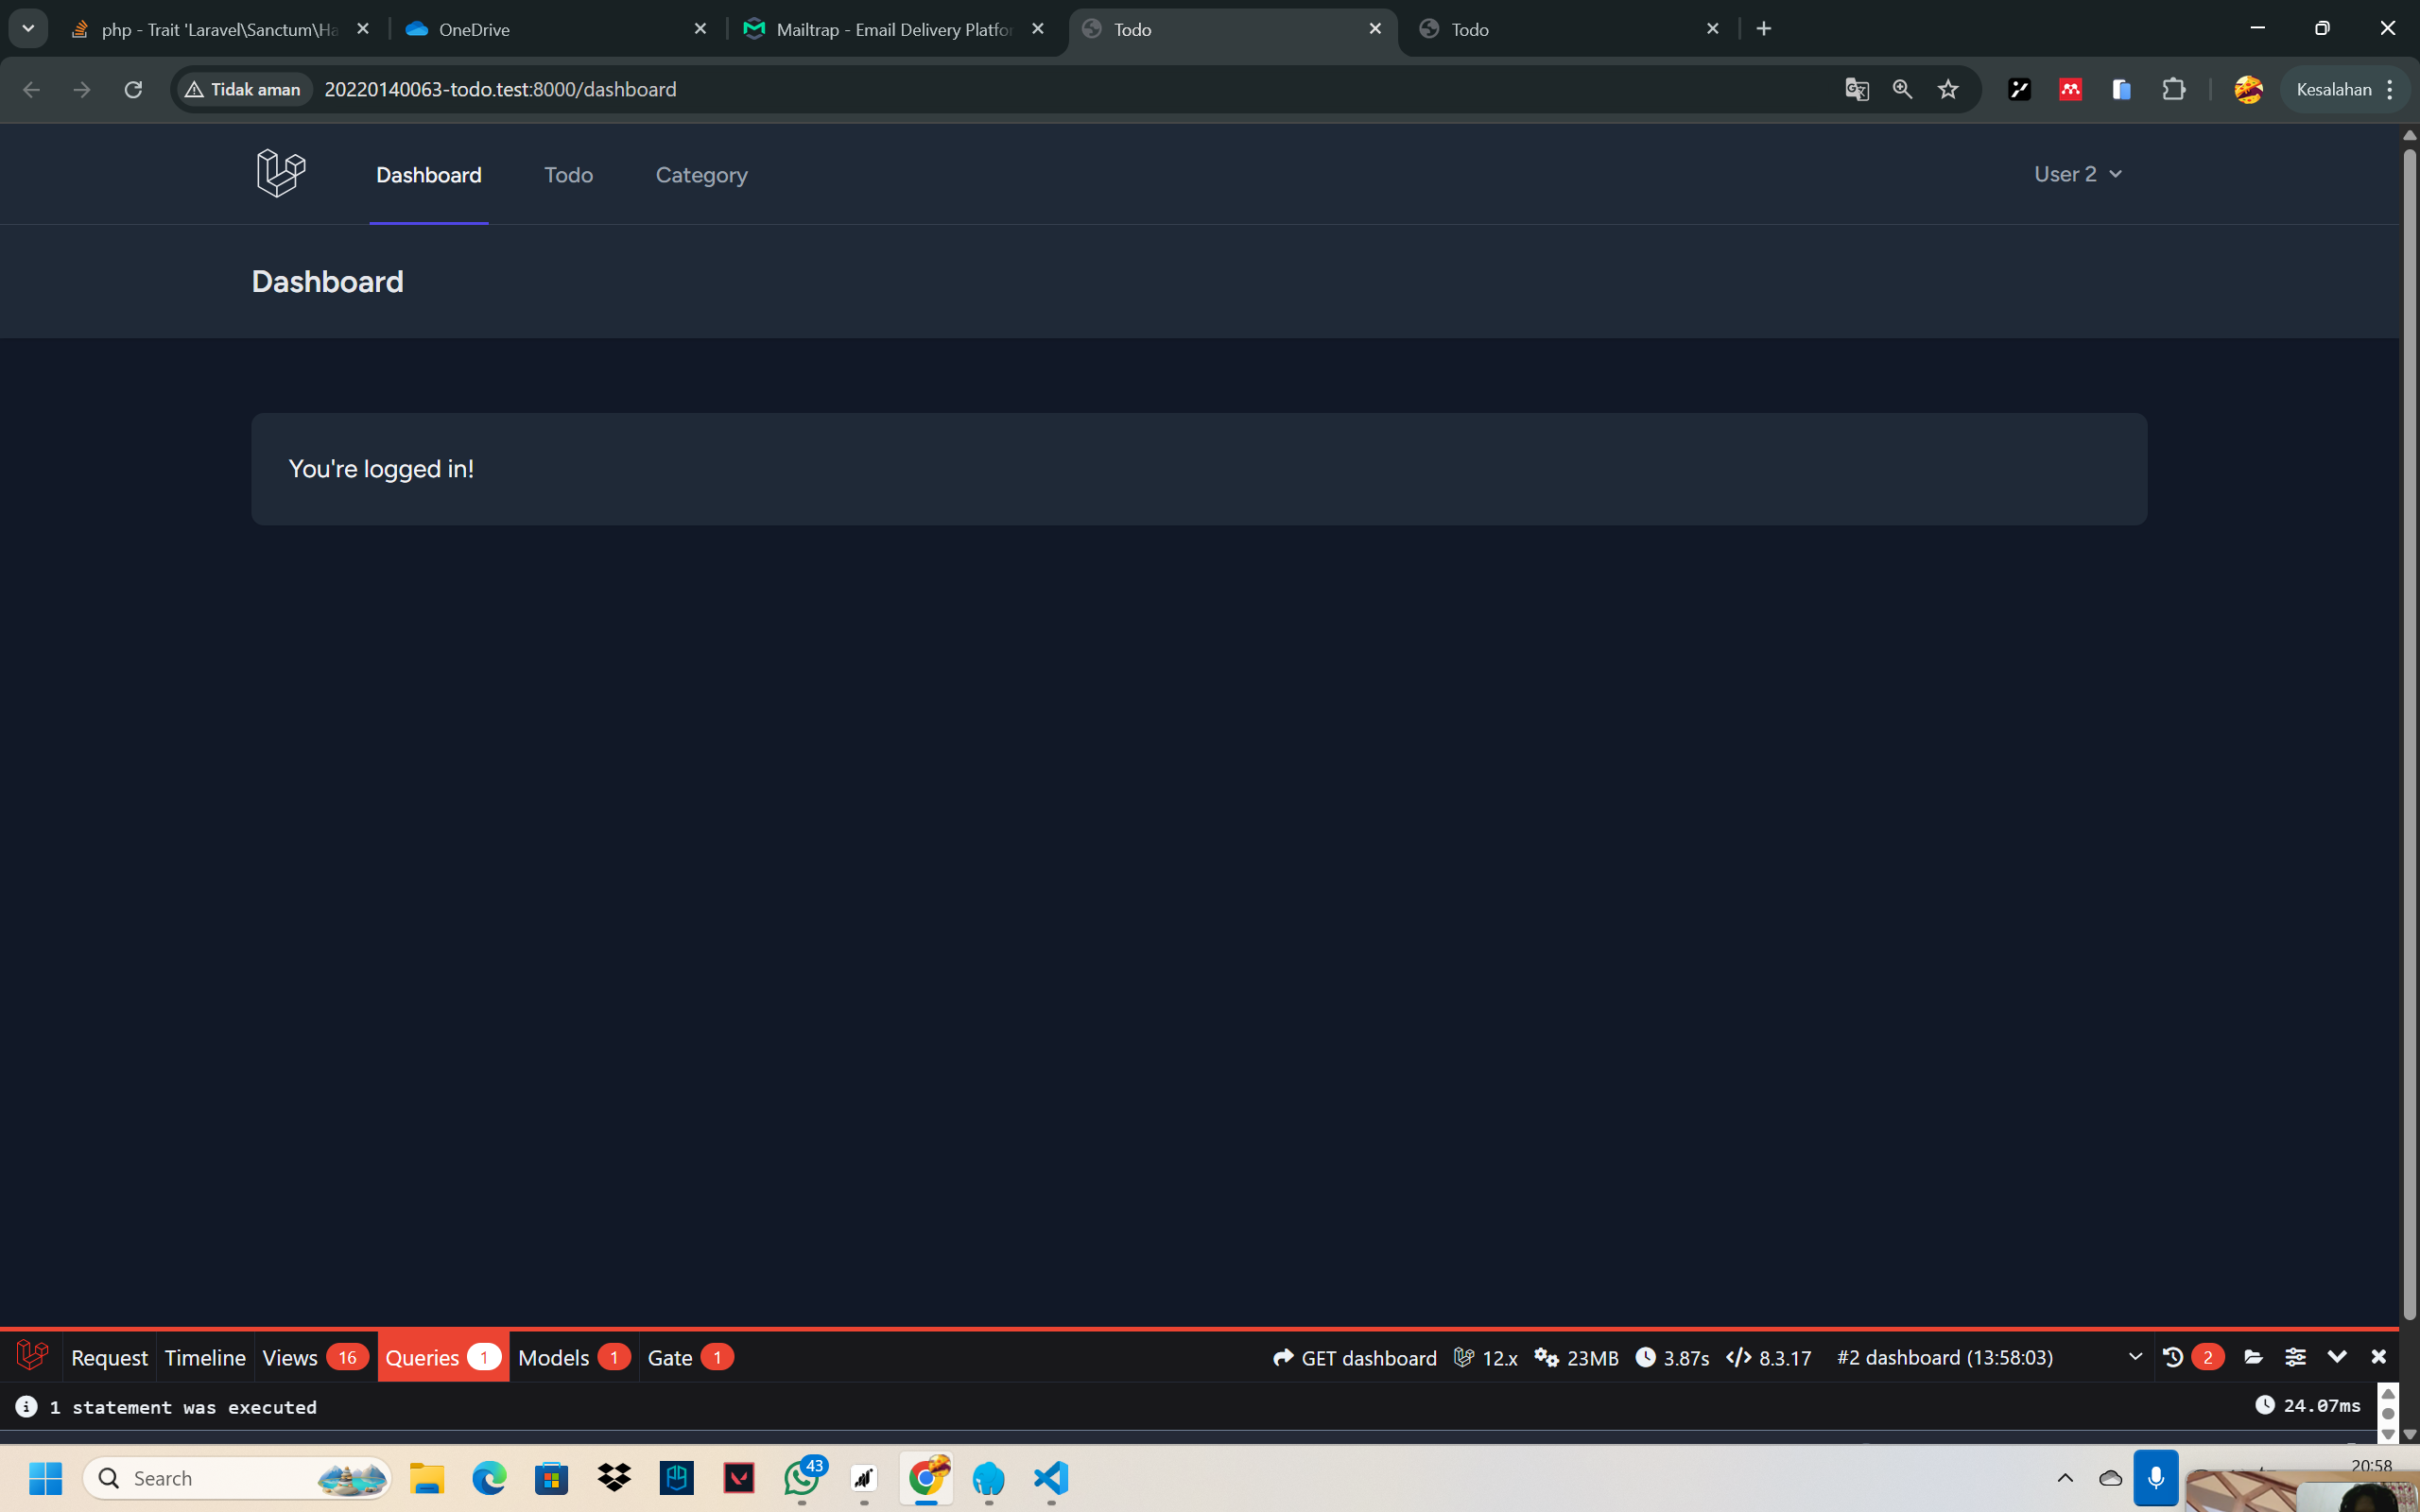 php - Trait 'Laravel\Sanctum\Ha
OneDrive
Mailtrap - Email Delivery Platfor
Todo
Todo
Tidak aman
20220140063-todo.test:8000/dashboard
Kesalahan
Dashboard
Todo
Category
User 2
Dashboard
You're logged in!
Request
Timeline
Views 16
Queries 1
Models 1
Gate 1
GET dashboard
12.x
23MB
3.87s
8.3.17
#2 dashboard (13:58:03)
2
1 statement was executed
24.07ms
Search
43
20:58